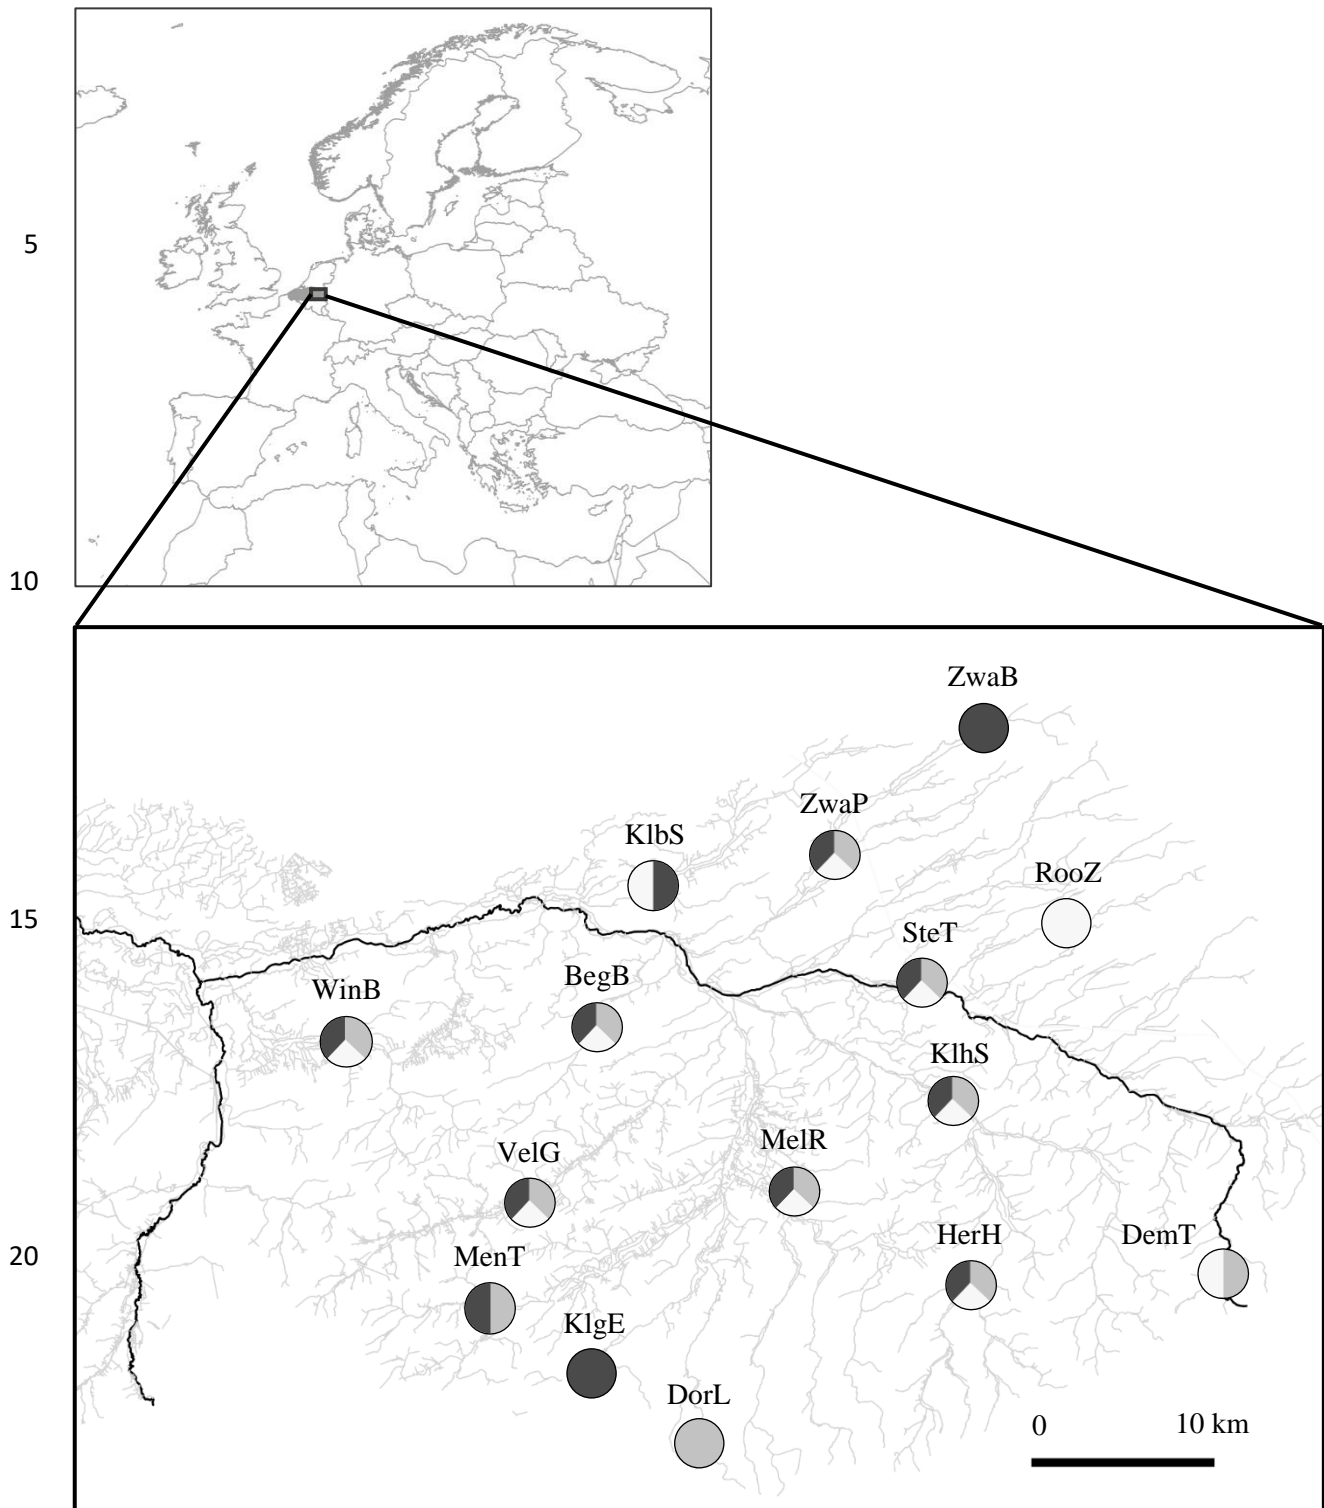 5
10
ZwaB
ZwaP
KlbS
RooZ
15
SteT
BegB
WinB
KlhS
MelR
VelG
HerH
DemT
20
MenT
KlgE
DorL
0 10 km